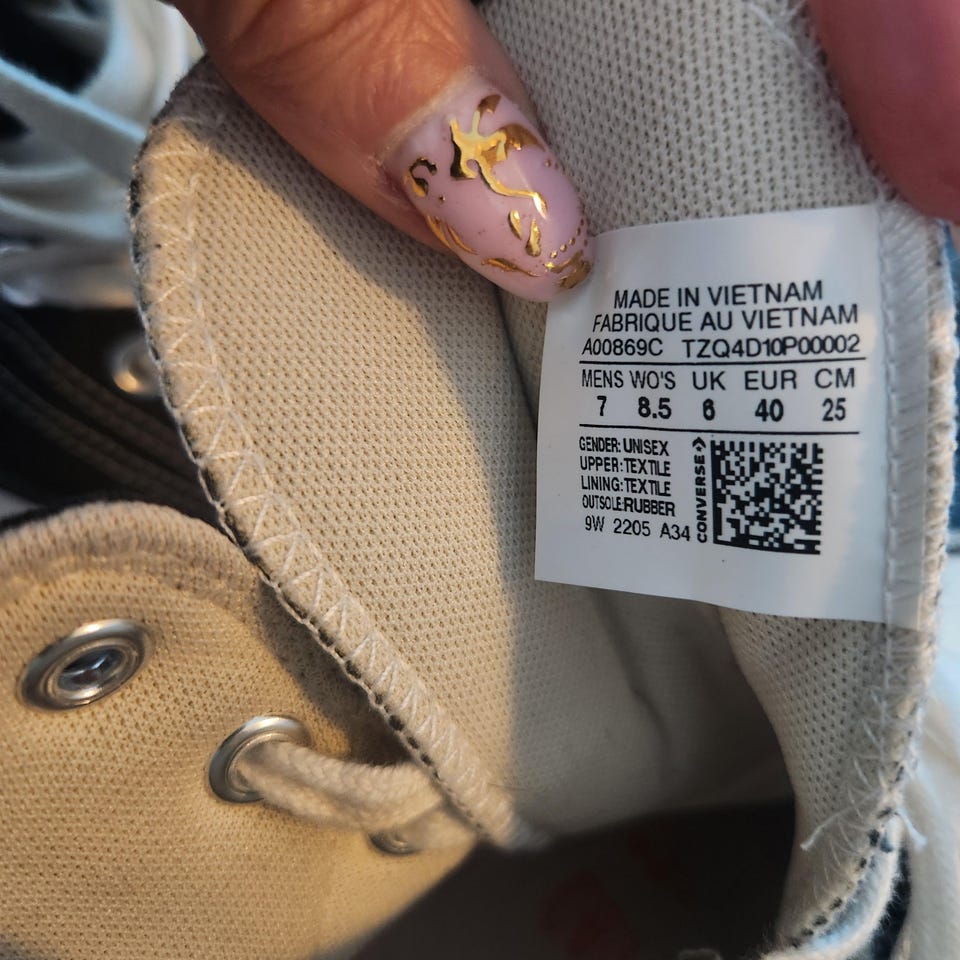 MADE IN VIETNAM
FABRIQUE AU VIETNAM
A00869C TZQ4D10P00002
MENS WO'S UK EUR CM
7 8.5 6 40 25
GENDER: UNISEX
UPPER: TEXTILE
LINING: TEXTILE
OUTSOLE: RUBBER
9W 2205 A34
CONVERSE